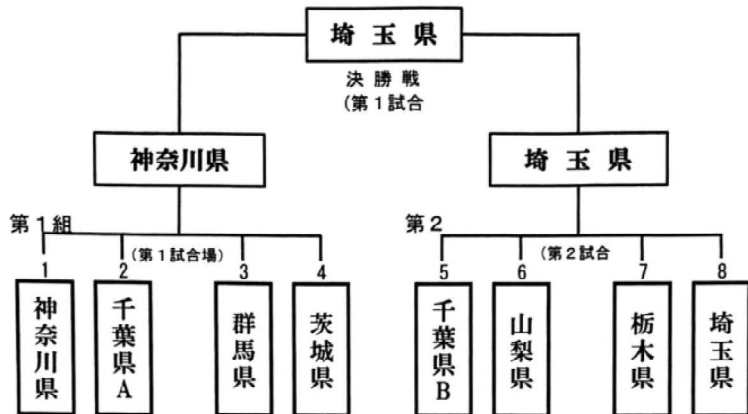 埼玉県
決勝戦
(第1試合
神奈川県
埼玉県
第1組
第2
(第1試合場)
(第2試合
1
2
3
4
5
6
7
8
神奈川県
千葉県A
群馬県
茨城県
千葉県B
山梨県
栃木県
埼玉県